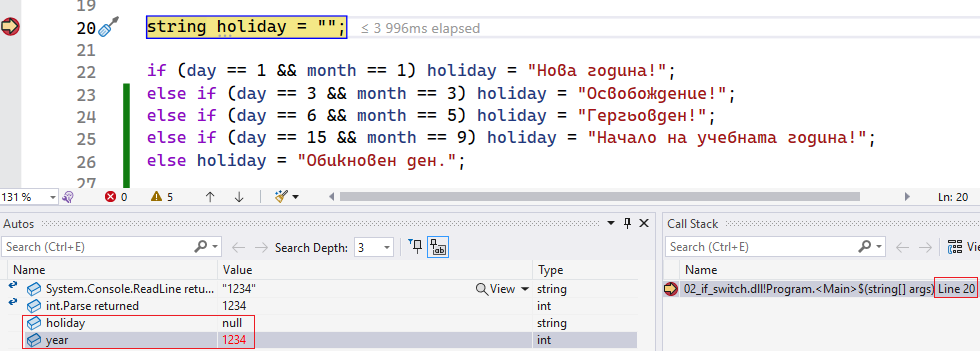 19
20 string holiday = ""; ≤ 3 996ms elapsed
21
22 if (day == 1 && month == 1) holiday = "Нова година!";
23 else if (day == 3 && month == 3) holiday = "Освобождение!";
24 else if (day == 6 && month == 5) holiday = "Гергьовден!";
25 else if (day == 15 && month == 9) holiday = "Начало на учебната година!";
26 else holiday = "Обикновен ден.";
27
131 % 0 5 Ln: 20
Autos
Search (Ctrl+E) Search Depth: 3
Name Value Type
System.Console.ReadLine retu... "1234" View string
int.Parse returned 1234 int
holiday null string
year 1234 int
Call Stack
Search (Ctrl+E) Vie
Name
02_if_switch.dll!Program.<Main>$(string[] args) Line 20